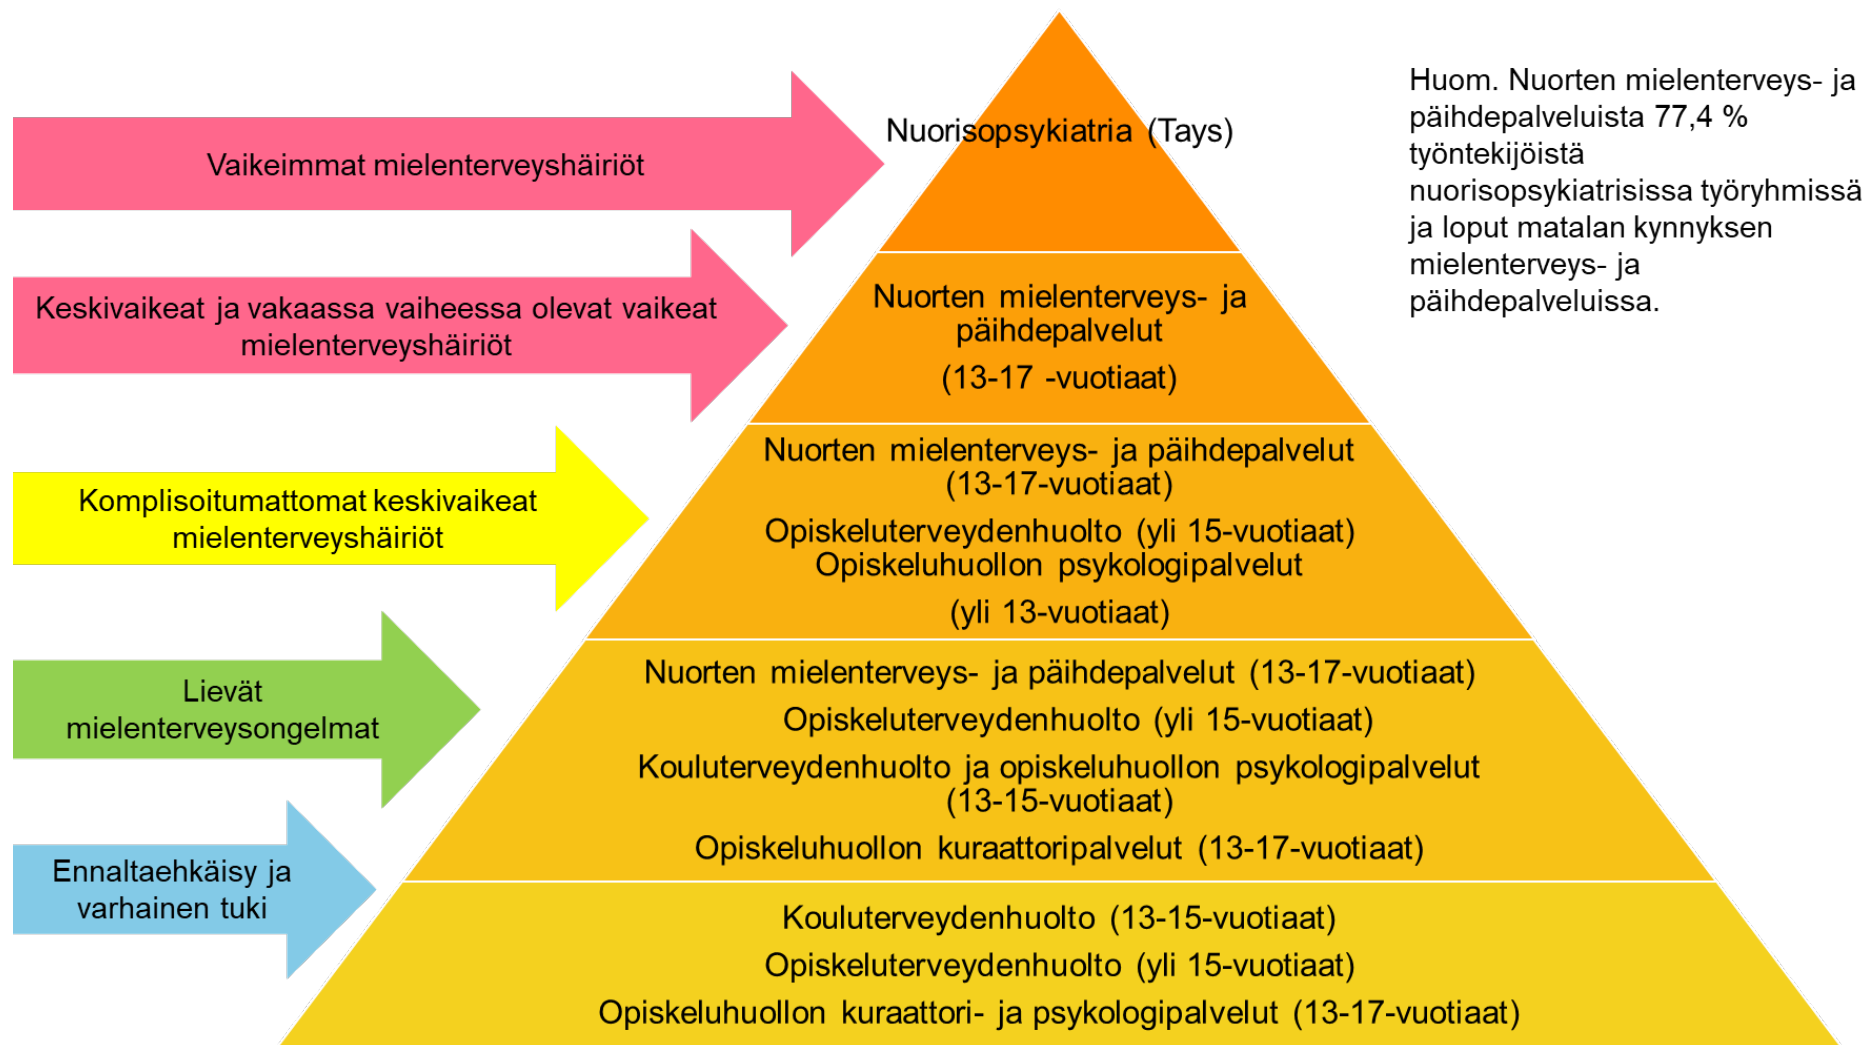 Nuorisopsykiatria (Tays)
Huom. Nuorten mielenterveys- ja
päihdepalveluista 77,4 %
työntekijöistä
nuorisopsykiatrisissa työryhmissä
ja loput matalan kynnyksen
mielenterveys- ja
päihdepalveluissa.
Vaikeimmat mielenterveyshäiriöt
Keskivaikeat ja vakaassa vaiheessa olevat vaikeat
mielenterveyshäiriöt
Nuorten mielenterveys- ja
päihdepalvelut
(13-17 -vuotiaat)
Komplisoitumattomat keskivaikeat
mielenterveyshäiriöt
Nuorten mielenterveys- ja päihdepalvelut
(13-17-vuotiaat)
Opiskeluterveydenhuolto (yli 15-vuotiaat)
Opiskeluhuollon psykologipalvelut
(yli 13-vuotiaat)
Lievät
mielenterveysongelmat
Nuorten mielenterveys- ja päihdepalvelut (13-17-vuotiaat)
Opiskeluterveydenhuolto (yli 15-vuotiaat)
Kouluterveydenhuolto ja opiskeluhuollon psykologipalvelut
(13-15-vuotiaat)
Opiskeluhuollon kuraattoripalvelut (13-17-vuotiaat)
Ennaltaehkäisy ja
varhainen tuki
Kouluterveydenhuolto (13-15-vuotiaat)
Opiskeluterveydenhuolto (yli 15-vuotiaat)
Opiskeluhuollon kuraattori- ja psykologipalvelut (13-17-vuotiaat)